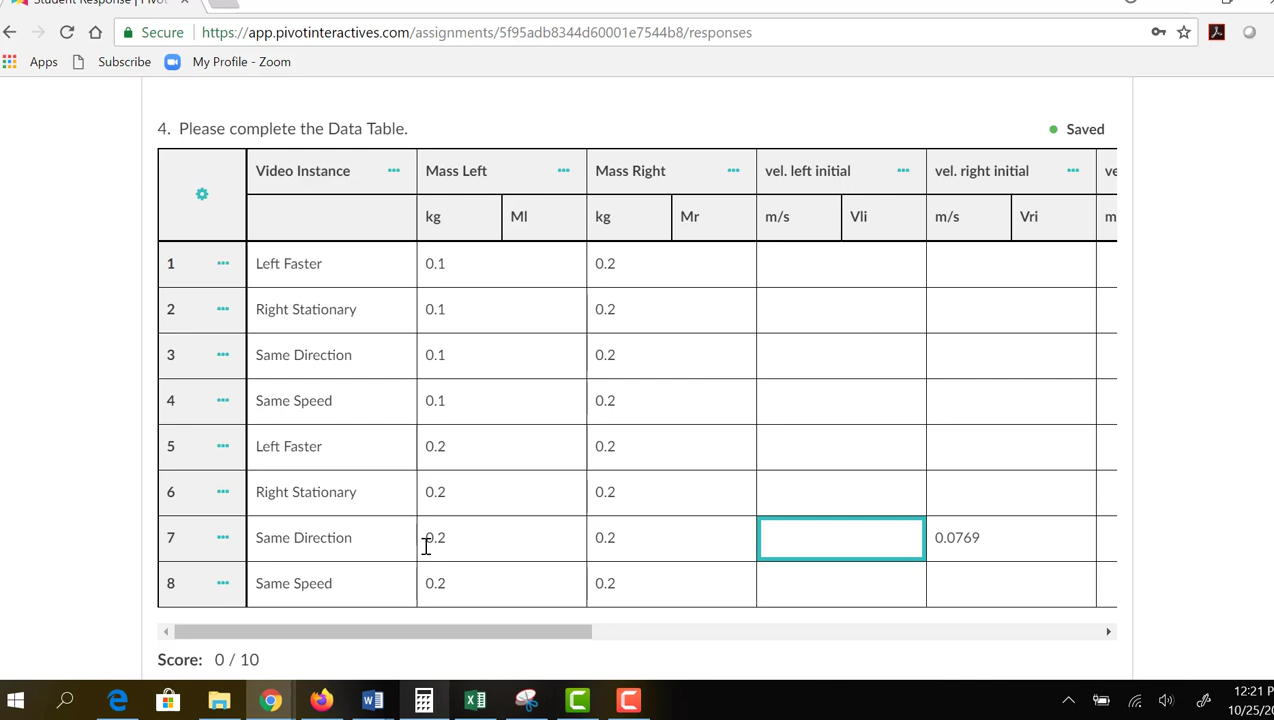 Student Response | Pivot
Secure https://app.pivotinteractives.com/assignments/5f95adb8344d60001e7544b8/responses
Apps Subscribe My Profile - Zoom
4. Please complete the Data Table. Saved
Video Instance Mass Left Mass Right vel. left initial vel. right initial ve
kg Ml kg Mr m/s Vli m/s Vri m
1 Left Faster 0.1 0.2
2 Right Stationary 0.1 0.2
3 Same Direction 0.1 0.2
4 Same Speed 0.1 0.2
5 Left Faster 0.2 0.2
6 Right Stationary 0.2 0.2
7 Same Direction 0.2 0.2 0.0769
8 Same Speed 0.2 0.2
Score: 0 / 10
12:21 P
10/25/20